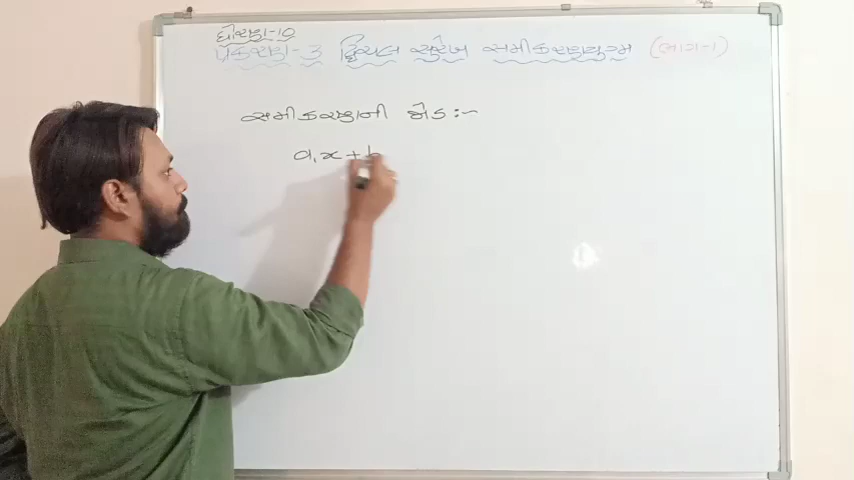 ધોરણ-10
પ્રકરણ-3 દ્વિચલ સુરેખ સમીકરણયુગ્મ (ભાગ-1)
સમીકરણની જોડ :-
a₁x + b